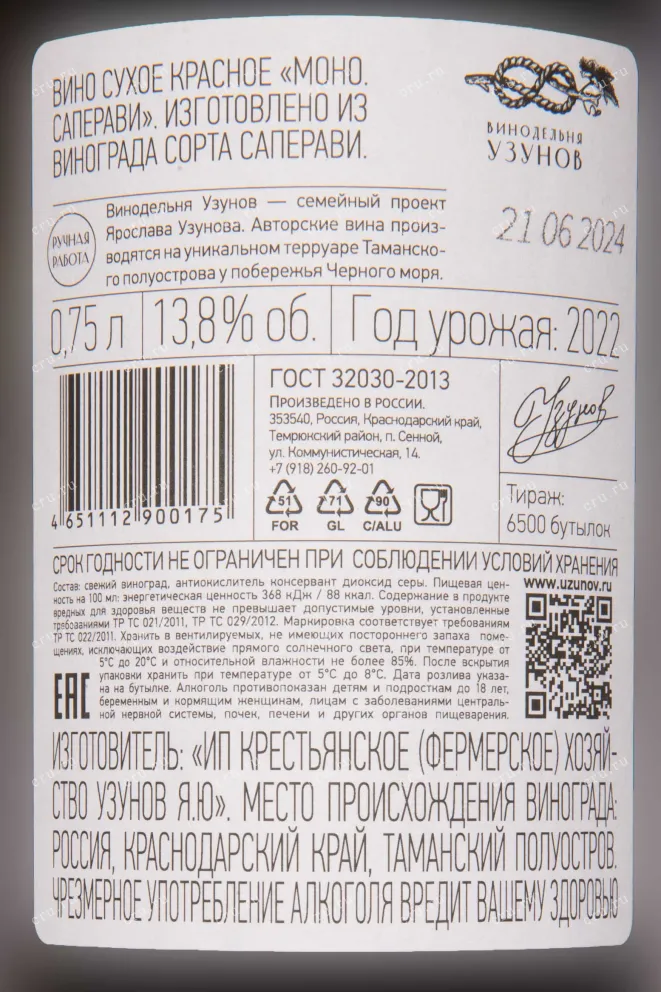 ВИНО СУХОЕ КРАСНОЕ «МОНО.
САПЕРАВИ». ИЗГОТОВЛЕНО ИЗ
ВИНОГРАДА СОРТА САПЕРАВИ.
ВИНОДЕЛЬНЯ
УЗУНОВ
21 06 2024
РУЧНАЯ
РАБОТА
Винодельня Узунов — семейный проект
Ярослава Узунова. Авторские вина произ-
водятся на уникальном терруаре Таманско-
го полуострова у побережья Черного моря.
0,75 л
13,8% об.
Год урожая: 2022
4 651112 900175
ГОСТ 32030-2013
ПРОИЗВЕДЕНО В РОССИИ.
353540, Россия, Краснодарский край,
Темрюкский район, п. Сенной,
ул. Коммунистическая, 14.
+7 (918) 260-92-01
51
FOR
71
GL
90
C/ALU
Узунов
Тираж:
6500 бутылок
СРОК ГОДНОСТИ НЕ ОГРАНИЧЕН ПРИ СОБЛЮДЕНИИ УСЛОВИЙ ХРАНЕНИЯ
Состав: свежий виноград, антиокислитель консервант диоксид серы. Пищевая цен-
ность на 100 мл: энергетическая ценность 368 кДж / 88 ккал. Содержание в продукте
вредных для здоровья веществ не превышает допустимые уровни, установленные
требованиями ТР ТС 021/2011, ТР ТС 029/2012. Маркировка соответствует требованиям
ТР ТС 022/2011. Хранить в вентилируемых, не имеющих постороннего запаха поме-
щениях, исключающих воздействие прямого солнечного света, при температуре от
5°С до 20°С и относительной влажности не более 85%. После вскрытия
упаковки хранить при температуре от 5°С до 8°С. Дата розлива указа-
на на бутылке. Алкоголь противопоказан детям и подросткам до 18 лет,
беременным и кормящим женщинам, лицам с заболеваниями централь-
ной нервной системы, почек, печени и других органов пищеварения.
EAC
www.uzunov.ru
ИЗГОТОВИТЕЛЬ: «ИП КРЕСТЬЯНСКОЕ (ФЕРМЕРСКОЕ) ХОЗЯЙ-
СТВО УЗУНОВ Я.Ю». МЕСТО ПРОИСХОЖДЕНИЯ ВИНОГРАДА:
РОССИЯ, КРАСНОДАРСКИЙ КРАЙ, ТАМАНСКИЙ ПОЛУОСТРОВ.
ЧРЕЗМЕРНОЕ УПОТРЕБЛЕНИЕ АЛКОГОЛЯ ВРЕДИТ ВАШЕМУ ЗДОРОВЬЮ